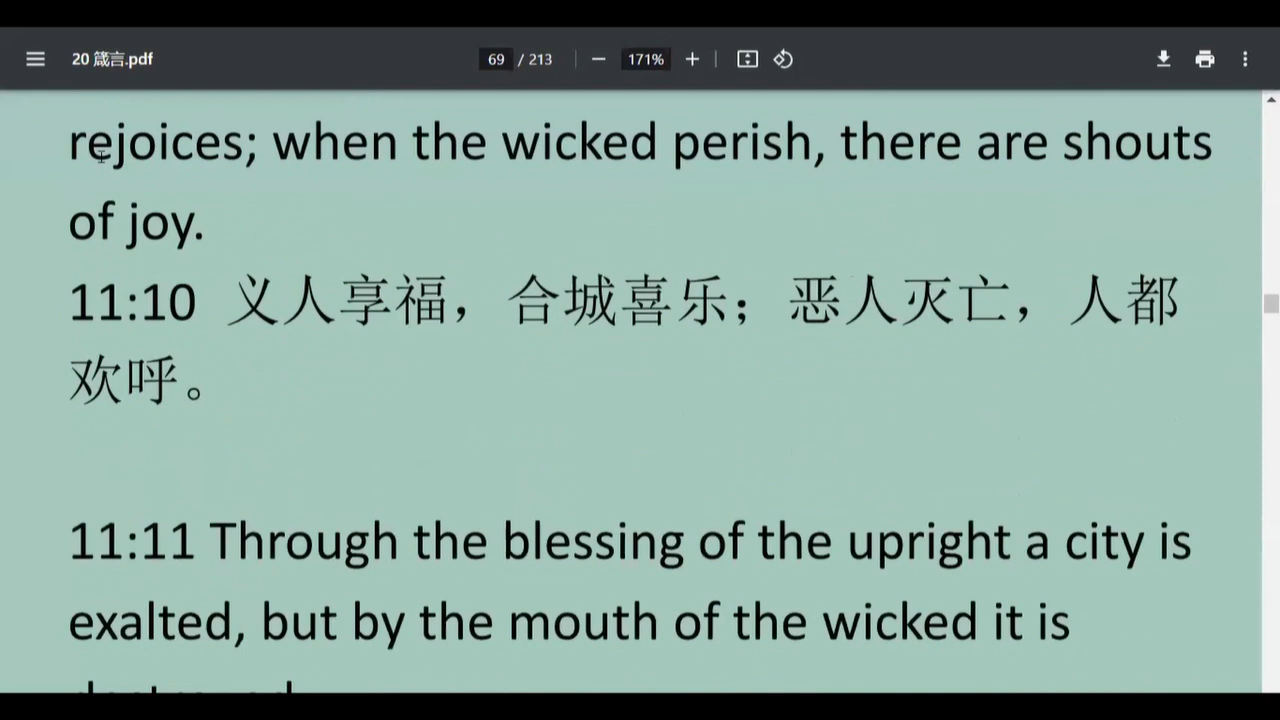 20 箴言.pdf
69 / 213
171%
rejoices; when the wicked perish, there are shouts
of joy.
11:10 义人享福，合城喜乐；恶人灭亡，人都
欢呼。
11:11 Through the blessing of the upright a city is
exalted, but by the mouth of the wicked it is